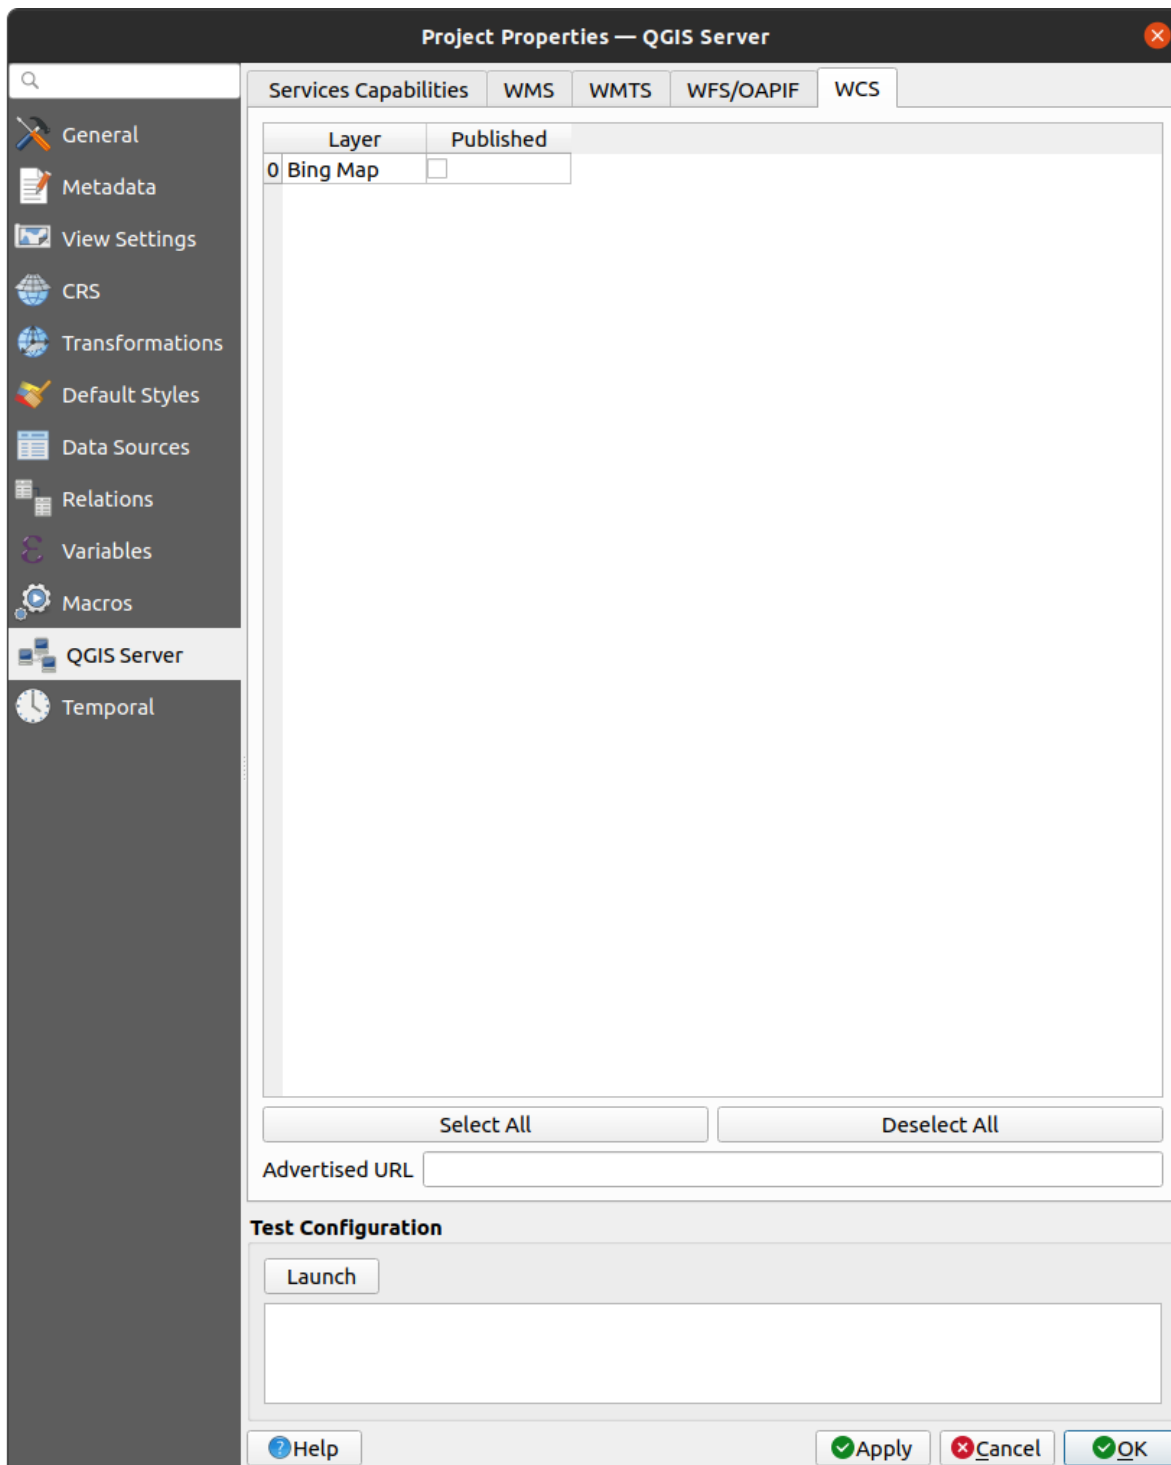 Project Properties — QGIS Server
General
Metadata
View Settings
CRS
Transformations
Default Styles
Data Sources
Relations
Variables
Macros
QGIS Server
Temporal
Services Capabilities WMS WMTS WFS/OAPIF WCS
Layer Published
0 Bing Map
Select All Deselect All
Advertised URL
Test Configuration
Launch
Help Apply Cancel OK